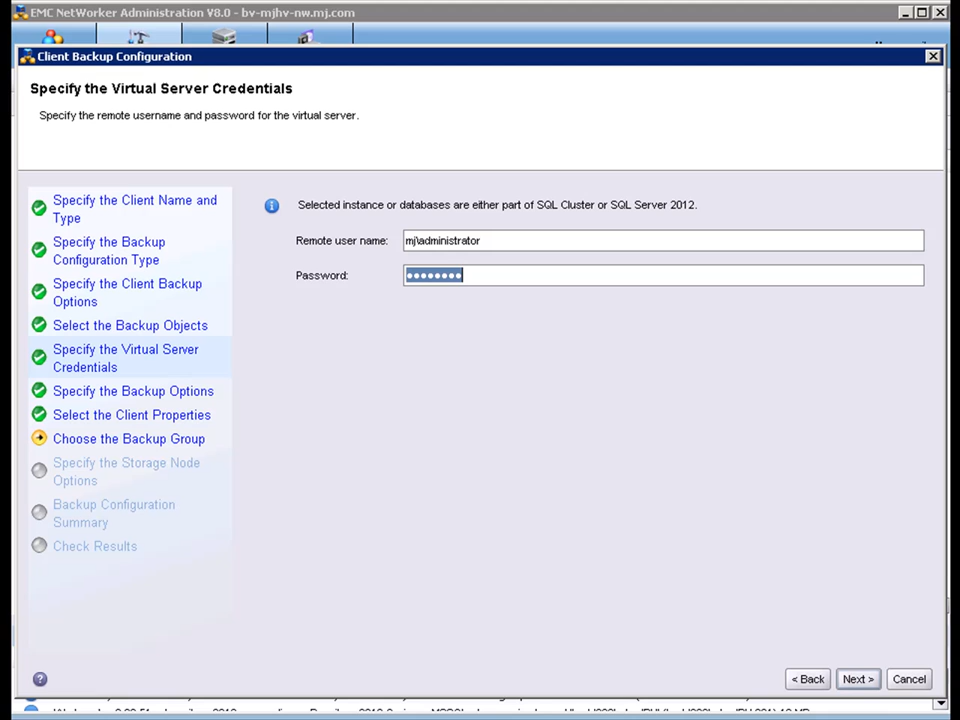 EMC NetWorker Administration V8.0 - bv-mjhv-nw.mj.com
Client Backup Configuration
Specify the Virtual Server Credentials
Specify the remote username and password for the virtual server.
Specify the Client Name and
Type
Specify the Backup
Configuration Type
Specify the Client Backup
Options
Select the Backup Objects
Specify the Virtual Server
Credentials
Specify the Backup Options
Select the Client Properties
Choose the Backup Group
Specify the Storage Node
Options
Backup Configuration
Summary
Check Results
Selected instance or databases are either part of SQL Cluster or SQL Server 2012.
Remote user name: mj\administrator
Password: ●●●●●●●●
< Back Next > Cancel